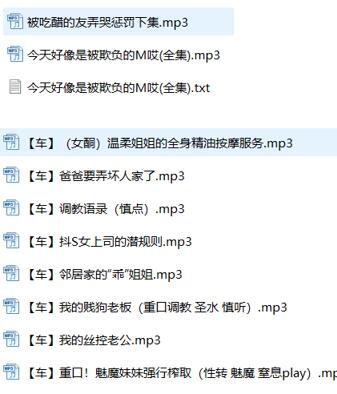 被吃醋的友弄哭惩罚下集.mp3
今天好像是被欺负的M哎(全集).mp3
今天好像是被欺负的M哎(全集).txt
【车】（女酮）温柔姐姐的全身精油按摩服务.mp3
【车】爸爸要弄坏人家了.mp3
【车】调教语录（慎点）.mp3
【车】抖S女上司的潜规则.mp3
【车】邻居家的“乖”姐姐.mp3
【车】我的贱狗老板（重口调教 圣水 慎听）.mp3
【车】我的丝控老公.mp3
【车】重口！魅魔妹妹强行榨取（性转 魅魔 窒息play）.mp